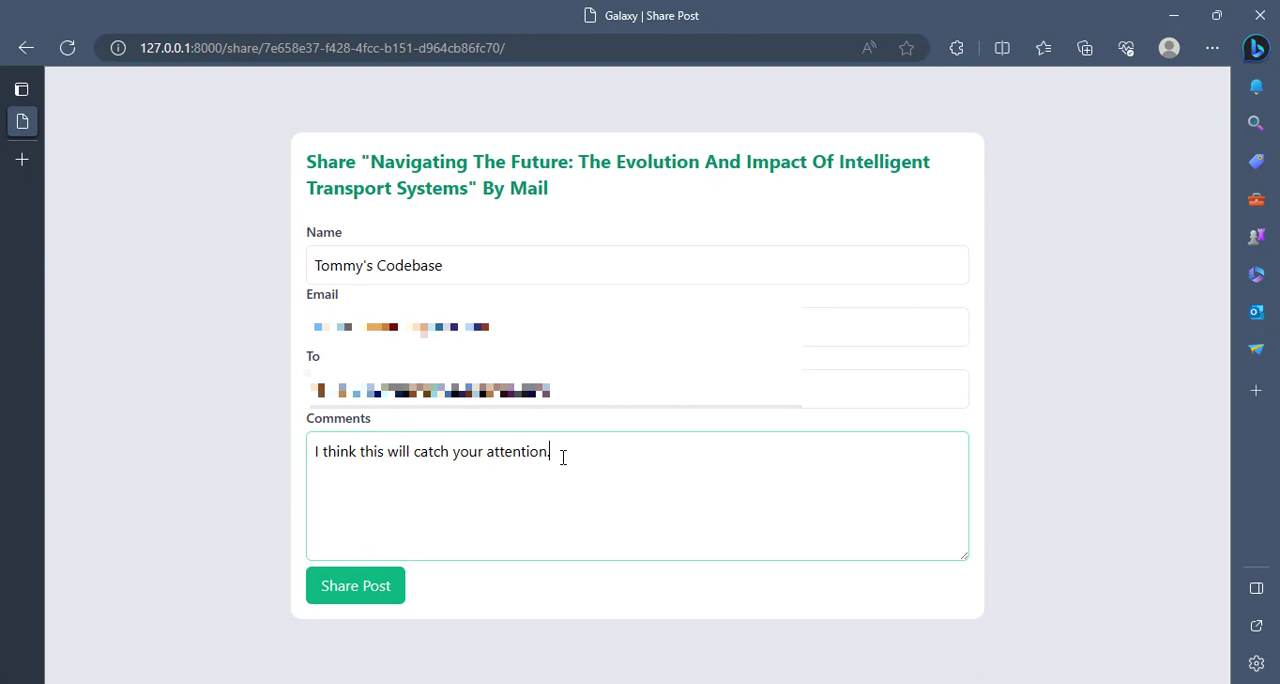 Galaxy | Share Post
127.0.0.1:8000/share/7e658e37-f428-4fcc-b151-d964cb86fc70/
Share "Navigating The Future: The Evolution And Impact Of Intelligent
Transport Systems" By Mail
Name
Tommy's Codebase
Email
To
Comments
I think this will catch your attention.
Share Post